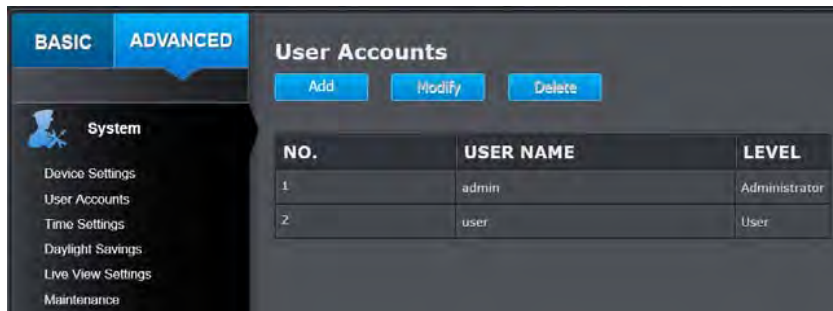 BASIC ADVANCED
System
Device Settings
User Accounts
Time Settings
Daylight Savings
Live View Settings
Maintenance
User Accounts
Add Modify Delete
NO. USER NAME LEVEL
1 admin Administrator
2 user User